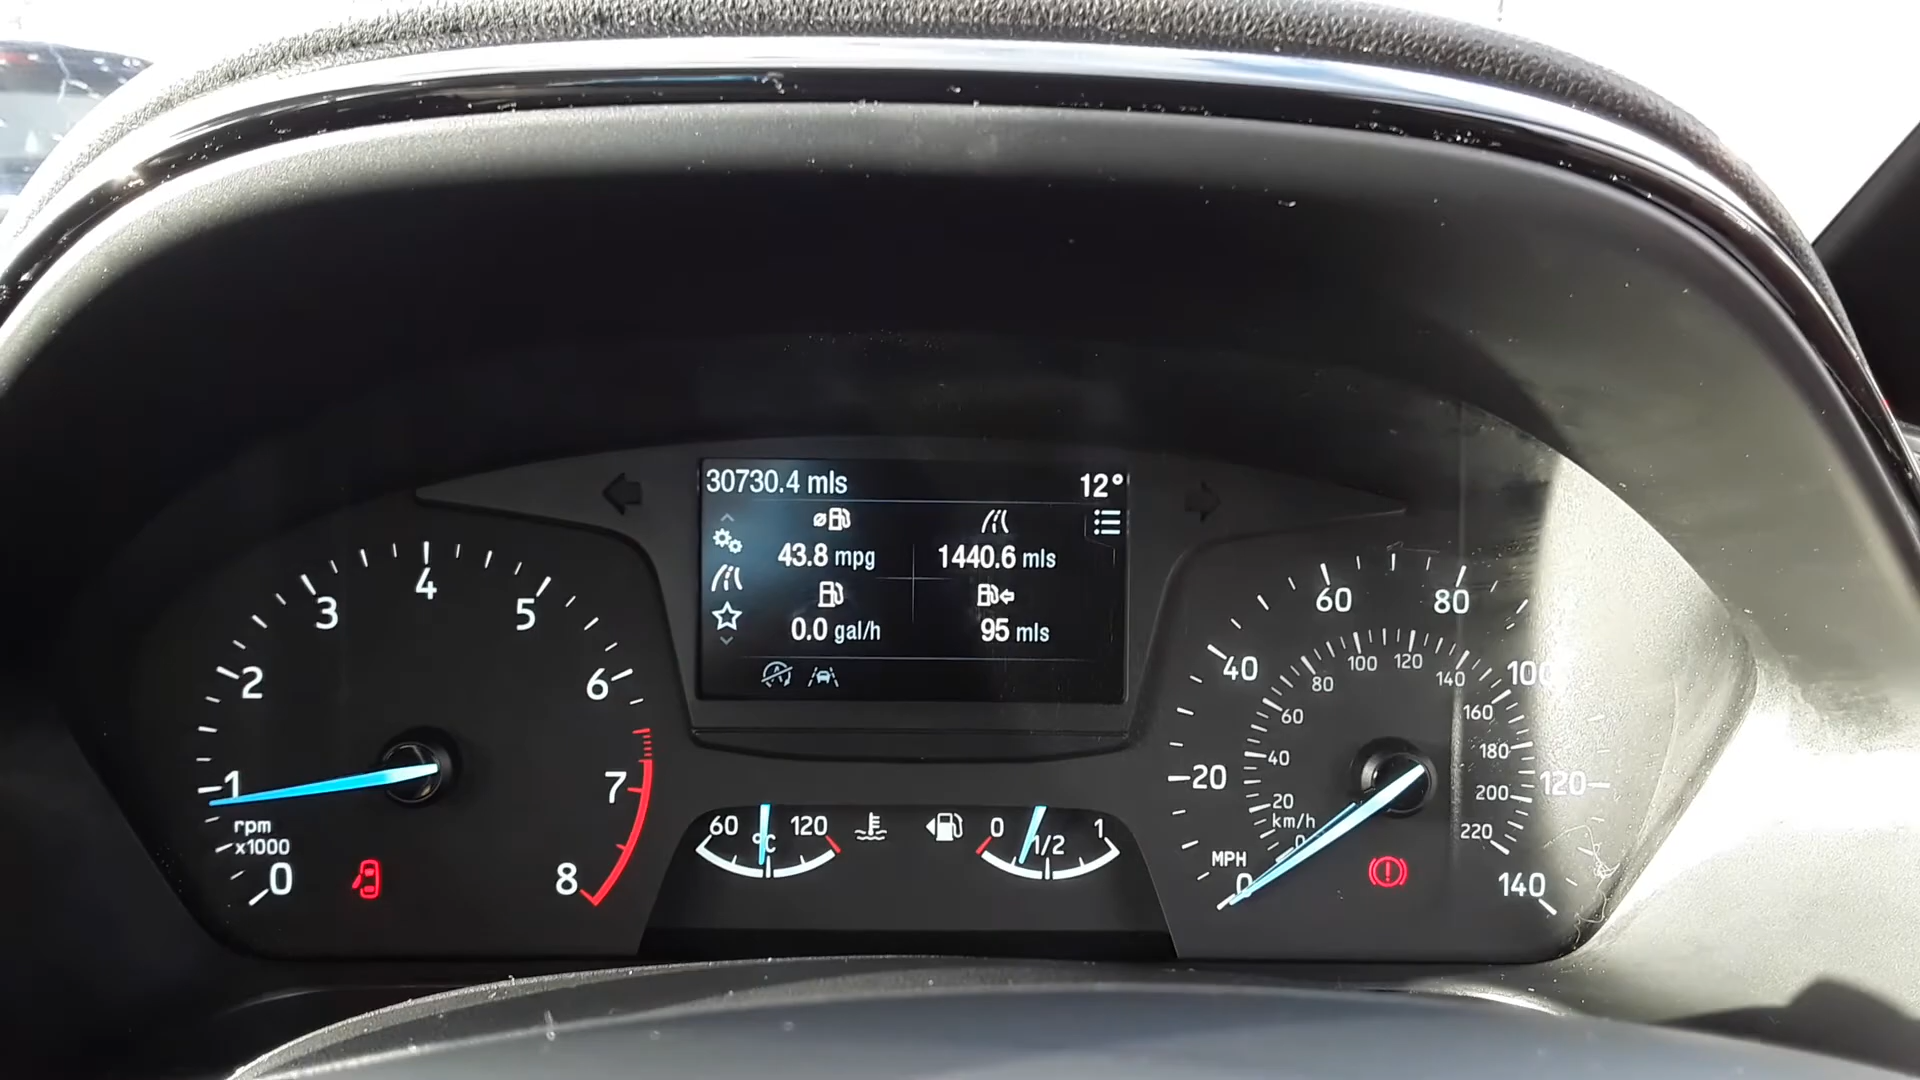 30730.4 mls 12°
43.8 mpg 1440.6 mls
0.0 gal/h 95 mls
0 1 2 3 4 5 6 7 8
rpm
x1000
60 °C 120
0 1/2 1
0 20 40 60 80 100 120 140
MPH
0 20 40 60 80 100 120 140 160 180 200 220
km/h